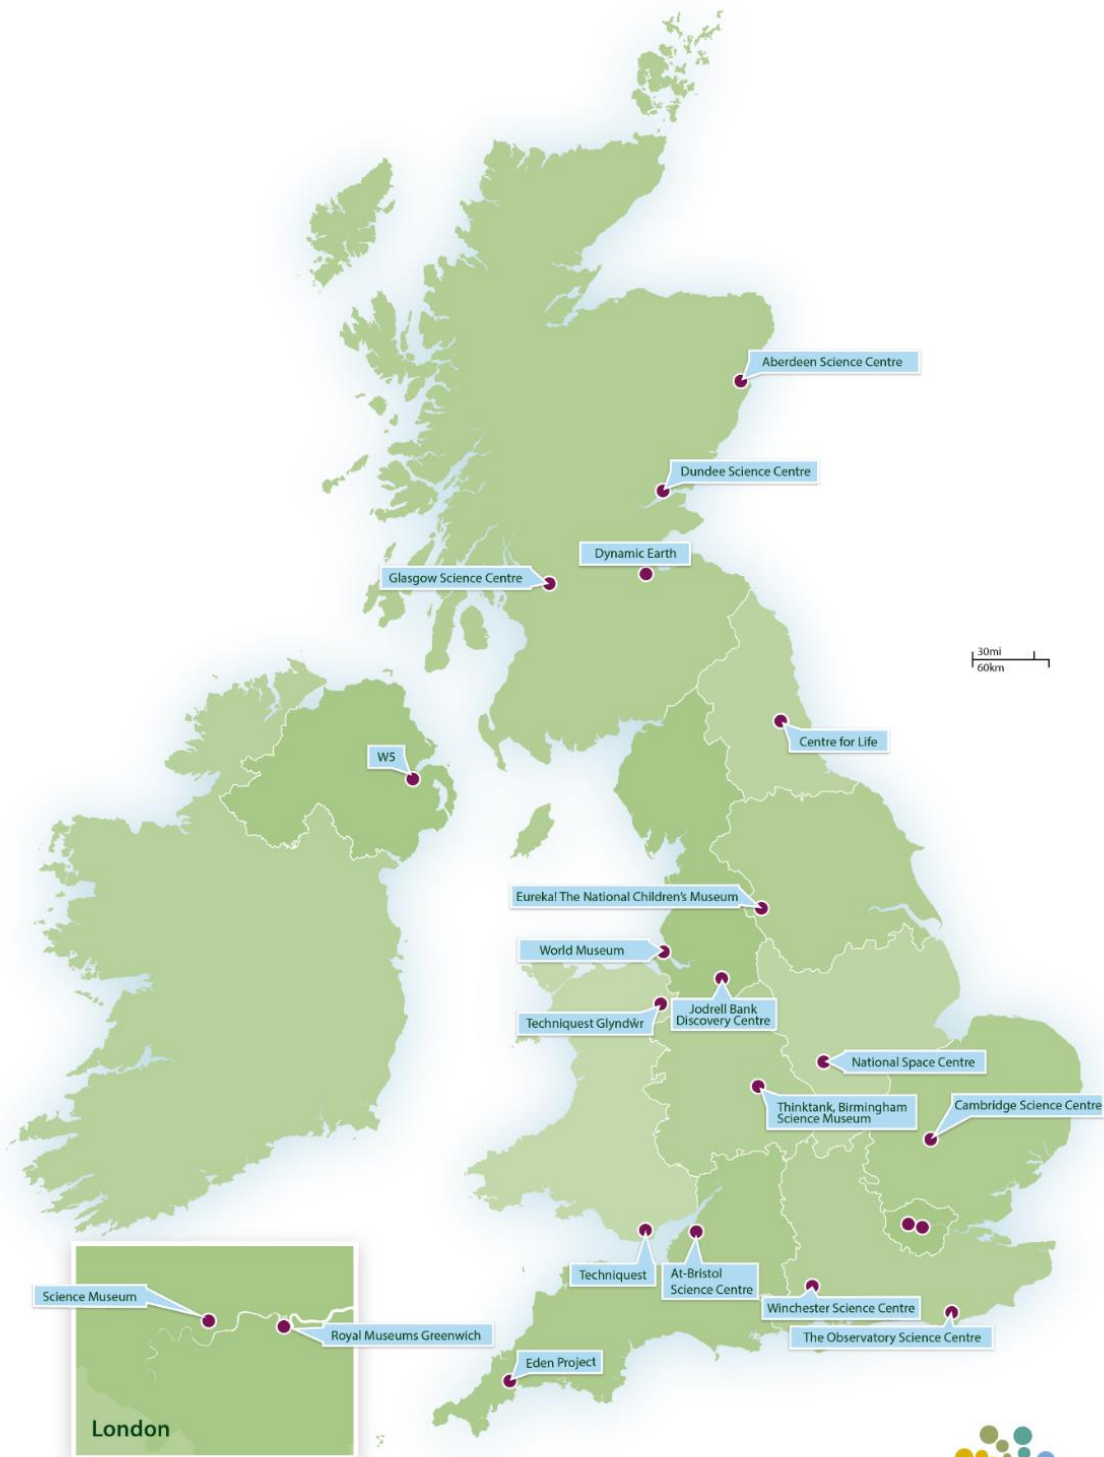 Aberdeen Science Centre
Dundee Science Centre
Dynamic Earth
Glasgow Science Centre
30mi
60km
Centre for Life
W5
Eureka! The National Children's Museum
World Museum
Jodrell Bank
Discovery Centre
Techniquest Glyndŵr
National Space Centre
Thinktank, Birmingham
Science Museum
Cambridge Science Centre
Techniquest
At-Bristol
Science Centre
Winchester Science Centre
The Observatory Science Centre
Science Museum
Royal Museums Greenwich
Eden Project
London